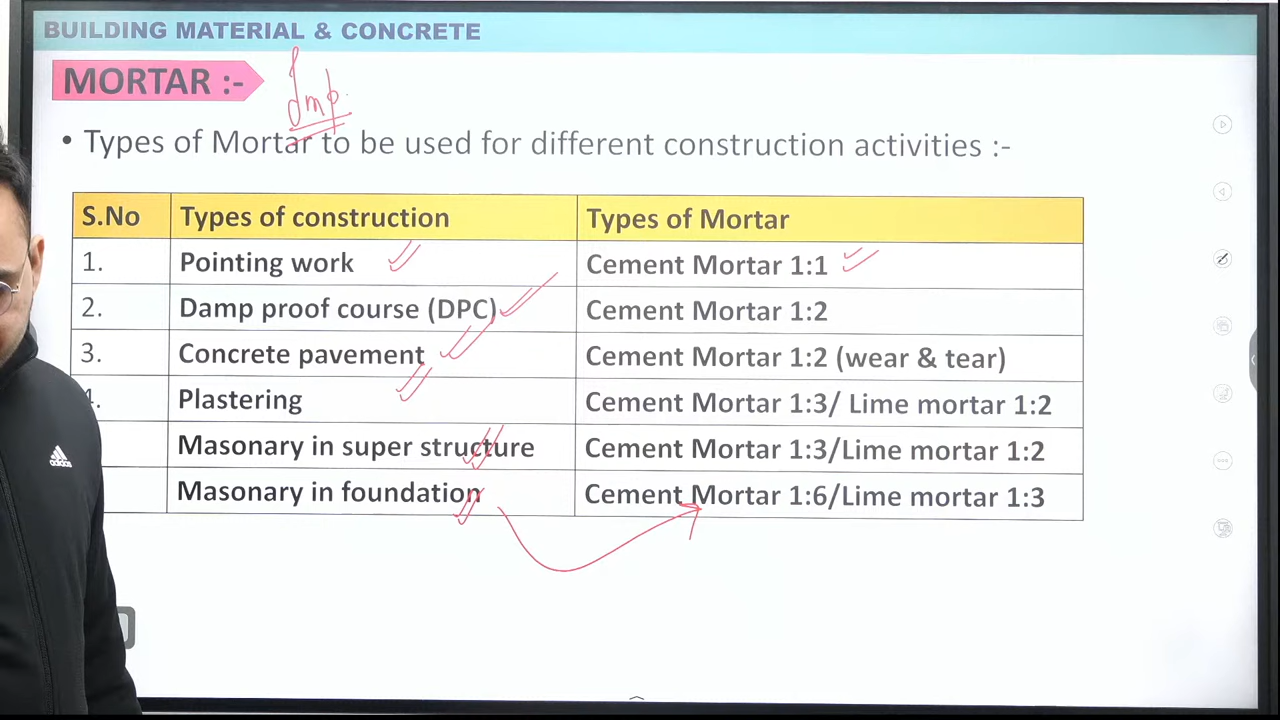 BUILDING MATERIAL & CONCRETE
MORTAR :-
Imp.
• Types of Mortar to be used for different construction activities :-
S.No Types of construction Types of Mortar
1. Pointing work Cement Mortar 1:1
2. Damp proof course (DPC) Cement Mortar 1:2
3. Concrete pavement Cement Mortar 1:2 (wear & tear)
4. Plastering Cement Mortar 1:3/ Lime mortar 1:2
Masonary in super structure Cement Mortar 1:3/Lime mortar 1:2
Masonary in foundation Cement Mortar 1:6/Lime mortar 1:3
adidas